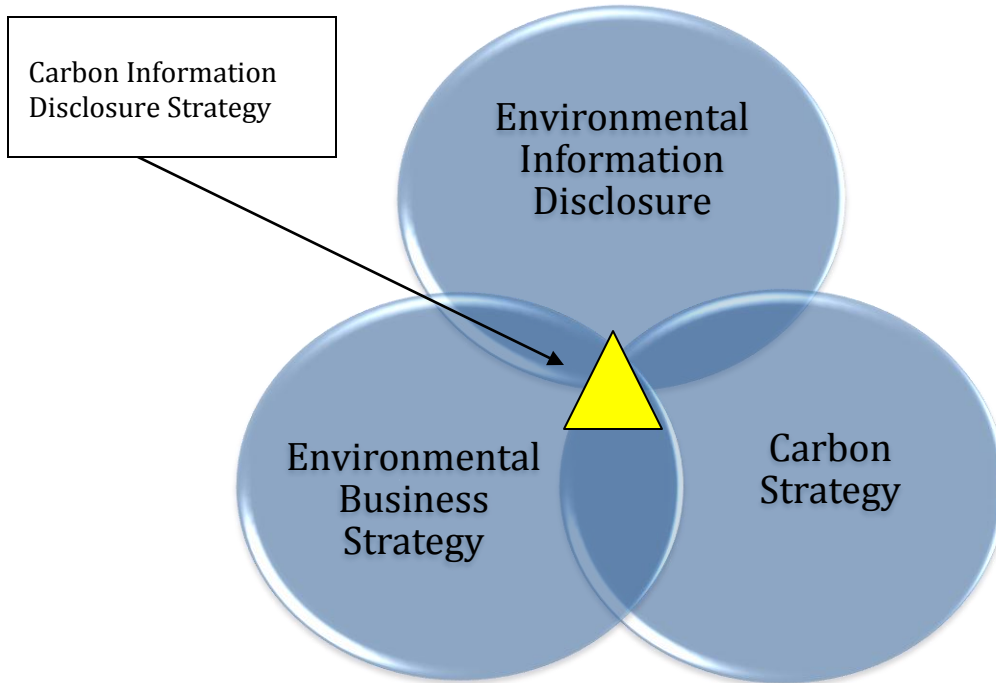 Carbon Information
Disclosure Strategy
Environmental
Information
Disclosure
Environmental
Business
Strategy
Carbon
Strategy